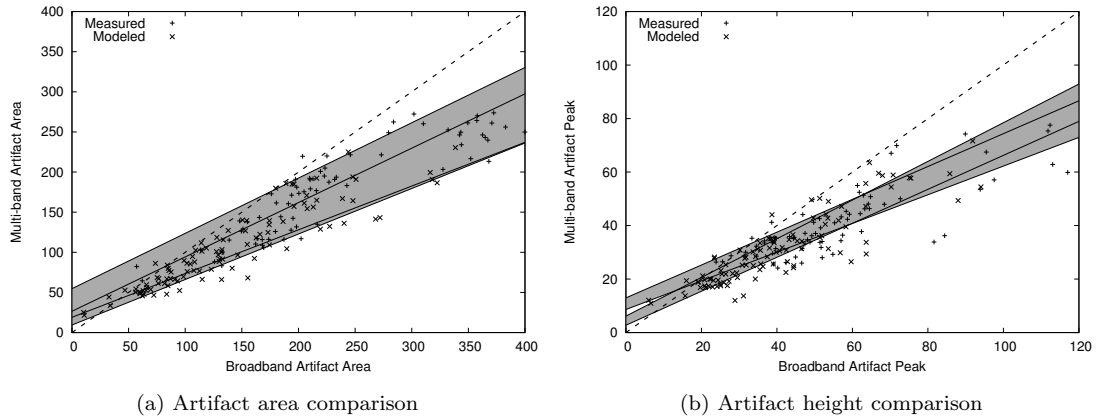 400
350
300
250
200
150
100
50
0
Multi-band Artifact Area
Measured
Modeled
0 50 100 150 200 250 300 350 400
Broadband Artifact Area
(a) Artifact area comparison
120
100
80
60
40
20
0
Multi-band Artifact Peak
Measured
Modeled
0 20 40 60 80 100 120
Broadband Artifact Peak
(b) Artifact height comparison